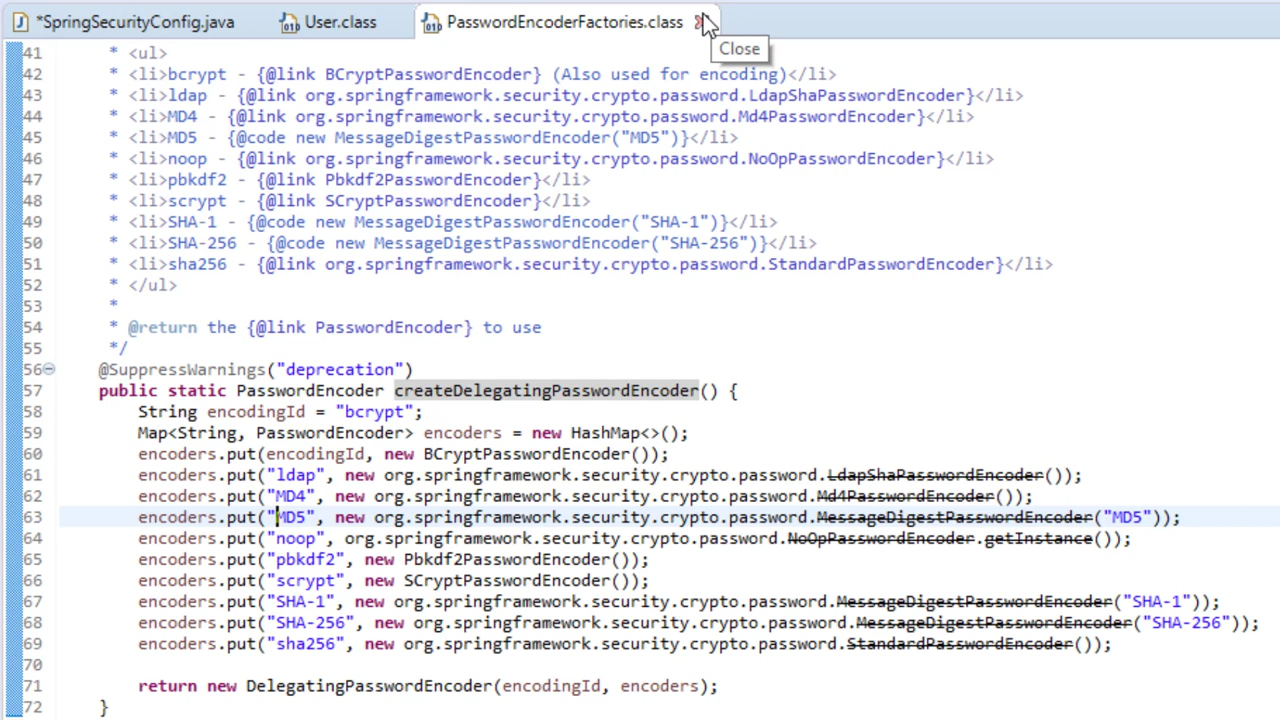 *SpringSecurityConfig.java User.class PasswordEncoderFactories.class
Close
41 * <ul>
42 * <li>bcrypt - {@link BCryptPasswordEncoder} (Also used for encoding)</li>
43 * <li>ldap - {@link org.springframework.security.crypto.password.LdapShaPasswordEncoder}</li>
44 * <li>MD4 - {@link org.springframework.security.crypto.password.Md4PasswordEncoder}</li>
45 * <li>MD5 - {@code new MessageDigestPasswordEncoder("MD5")}</li>
46 * <li>noop - {@link org.springframework.security.crypto.password.NoOpPasswordEncoder}</li>
47 * <li>pbkdf2 - {@link Pbkdf2PasswordEncoder}</li>
48 * <li>scrypt - {@link SCryptPasswordEncoder}</li>
49 * <li>SHA-1 - {@code new MessageDigestPasswordEncoder("SHA-1")}</li>
50 * <li>SHA-256 - {@code new MessageDigestPasswordEncoder("SHA-256")}</li>
51 * <li>sha256 - {@link org.springframework.security.crypto.password.StandardPasswordEncoder}</li>
52 * </ul>
53 *
54 * @return the {@link PasswordEncoder} to use
55 */
56 @SuppressWarnings("deprecation")
57 public static PasswordEncoder createDelegatingPasswordEncoder() {
58 String encodingId = "bcrypt";
59 Map<String, PasswordEncoder> encoders = new HashMap<>();
60 encoders.put(encodingId, new BCryptPasswordEncoder());
61 encoders.put("ldap", new org.springframework.security.crypto.password.LdapShaPasswordEncoder());
62 encoders.put("MD4", new org.springframework.security.crypto.password.Md4PasswordEncoder());
63 encoders.put("MD5", new org.springframework.security.crypto.password.MessageDigestPasswordEncoder("MD5"));
64 encoders.put("noop", org.springframework.security.crypto.password.NoOpPasswordEncoder.getInstance());
65 encoders.put("pbkdf2", new Pbkdf2PasswordEncoder());
66 encoders.put("scrypt", new SCryptPasswordEncoder());
67 encoders.put("SHA-1", new org.springframework.security.crypto.password.MessageDigestPasswordEncoder("SHA-1"));
68 encoders.put("SHA-256", new org.springframework.security.crypto.password.MessageDigestPasswordEncoder("SHA-256"));
69 encoders.put("sha256", new org.springframework.security.crypto.password.StandardPasswordEncoder());
70
71 return new DelegatingPasswordEncoder(encodingId, encoders);
72 }